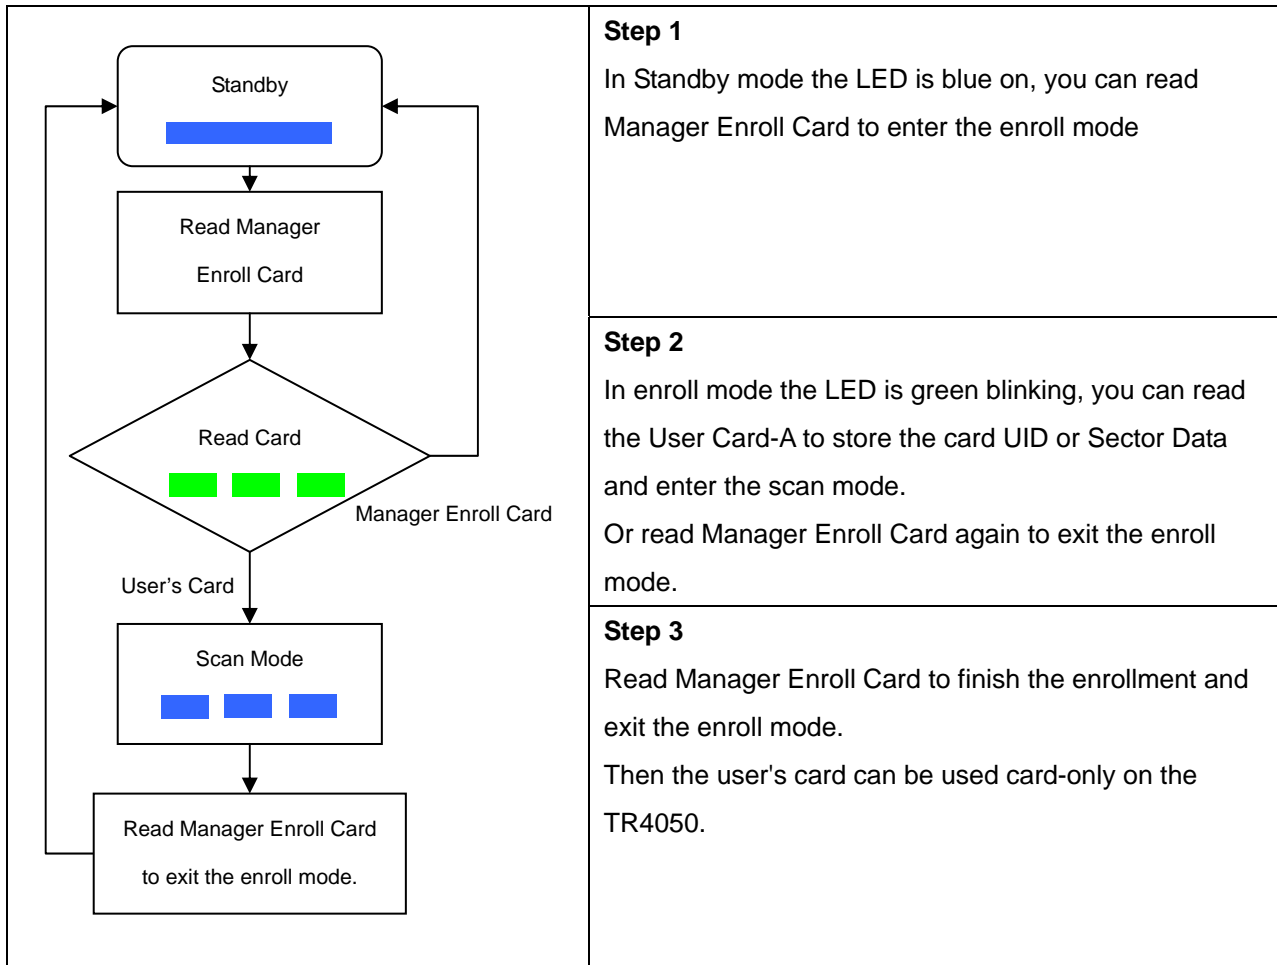 Standby
Read Manager
Enroll Card
Read Card
Manager Enroll Card
User's Card
Scan Mode
Read Manager Enroll Card
to exit the enroll mode.
Step 1
In Standby mode the LED is blue on, you can read
Manager Enroll Card to enter the enroll mode
Step 2
In enroll mode the LED is green blinking, you can read
the User Card-A to store the card UID or Sector Data
and enter the scan mode.
Or read Manager Enroll Card again to exit the enroll
mode.
Step 3
Read Manager Enroll Card to finish the enrollment and
exit the enroll mode.
Then the user's card can be used card-only on the
TR4050.